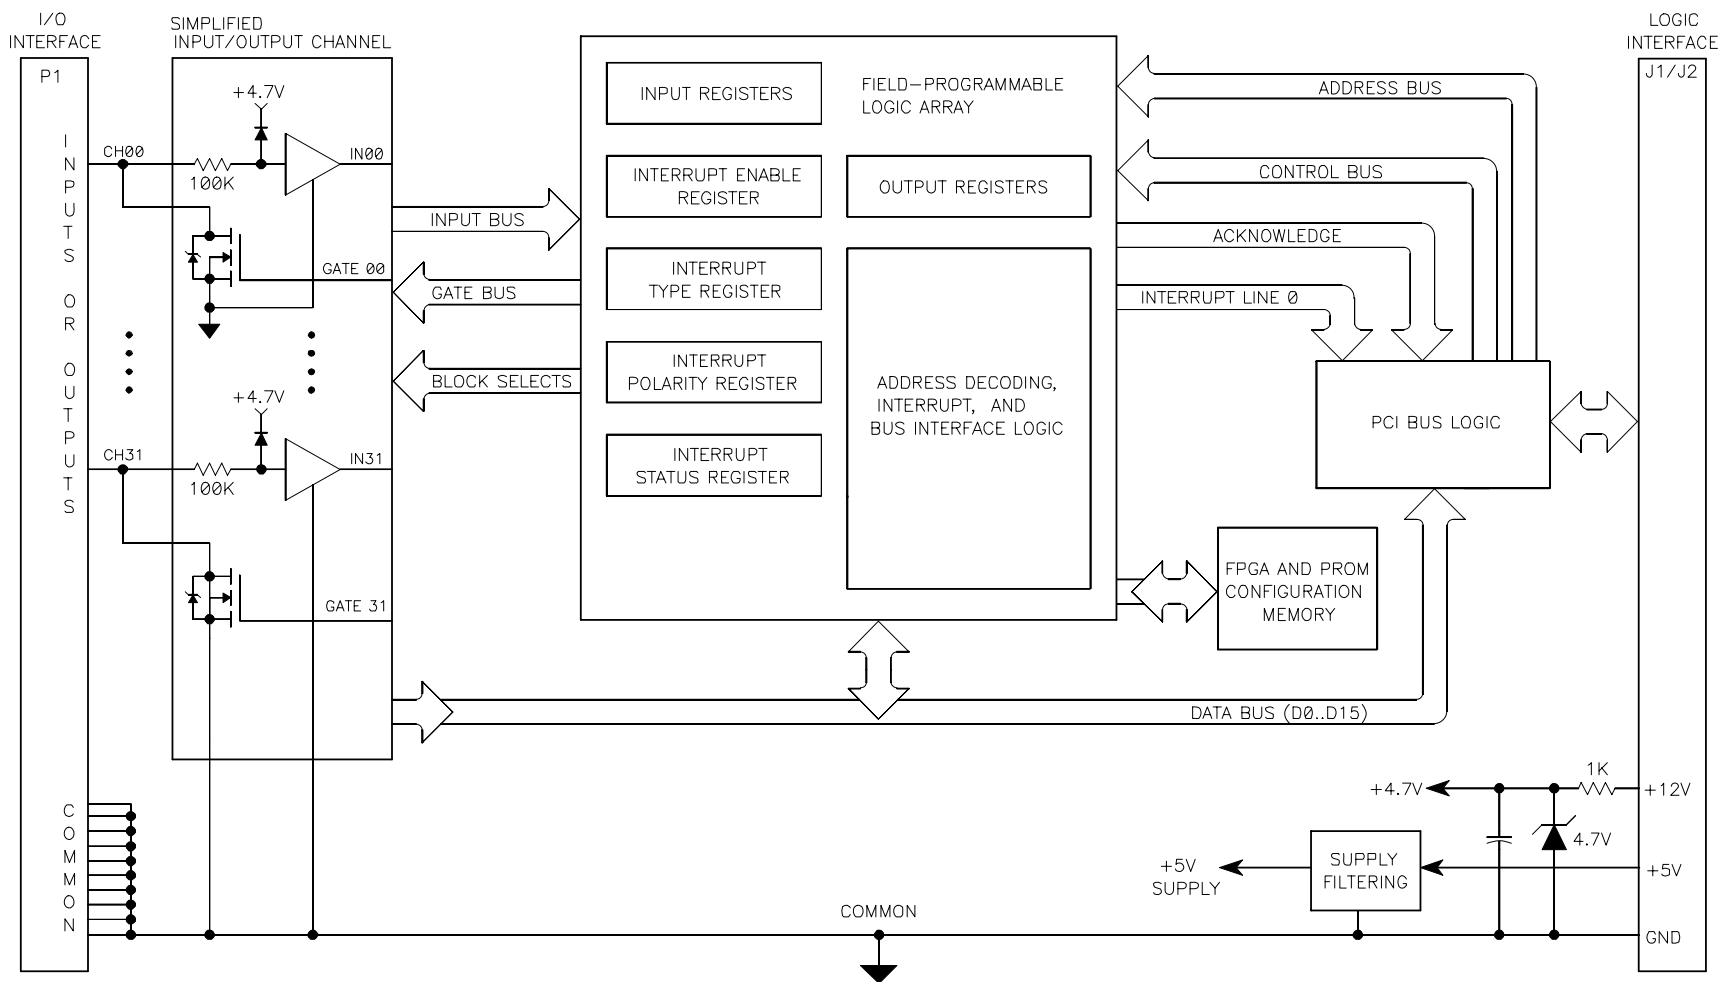 I/O
INTERFACE
P1
INPUTS OR OUTPUTS
COMMON
SIMPLIFIED
INPUT/OUTPUT CHANNEL
+4.7V
CH00
100K
IN00
GATE 00
+4.7V
CH31
100K
IN31
GATE 31
INPUT BUS
GATE BUS
BLOCK SELECTS
INPUT REGISTERS
FIELD-PROGRAMMABLE
LOGIC ARRAY
INTERRUPT ENABLE
REGISTER
OUTPUT REGISTERS
INTERRUPT
TYPE REGISTER
INTERRUPT
POLARITY REGISTER
INTERRUPT
STATUS REGISTER
ADDRESS DECODING,
INTERRUPT, AND
BUS INTERFACE LOGIC
ADDRESS BUS
CONTROL BUS
ACKNOWLEDGE
INTERRUPT LINE 0
PCI BUS LOGIC
FPGA AND PROM
CONFIGURATION
MEMORY
DATA BUS (D0..D15)
LOGIC
INTERFACE
J1/J2
1K
+4.7V
+12V
4.7V
+5V
SUPPLY
SUPPLY
FILTERING
+5V
COMMON
GND